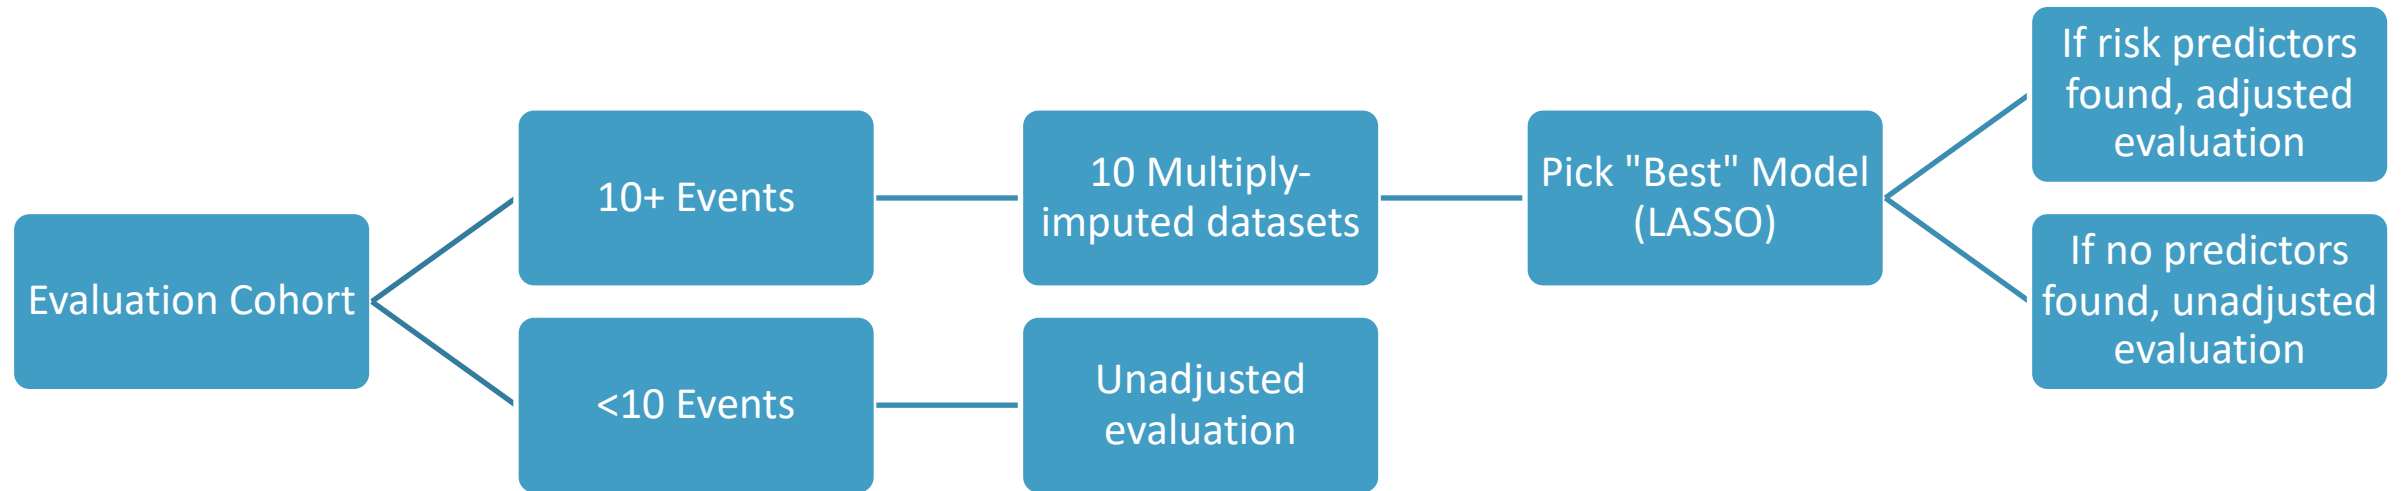 Evaluation Cohort
10+ Events
10 Multiply-
imputed datasets
Pick "Best" Model
(LASSO)
If risk predictors
found, adjusted
evaluation
If no predictors
found, unadjusted
evaluation
<10 Events
Unadjusted
evaluation